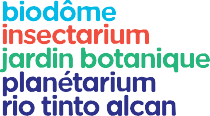 biodôme
insectarium
jardin botanique
planétarium
rio tinto alcan